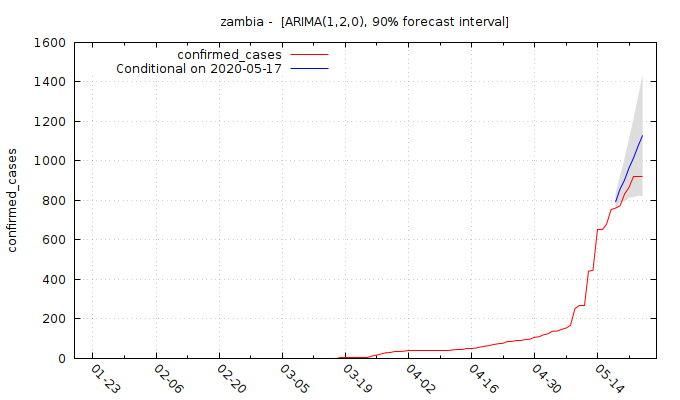 zambia - [ARIMA(1,2,0), 90% forecast interval]
confirmed_cases
Conditional on 2020-05-17
confirmed_cases
1600
1400
1200
1000
800
600
400
200
0
01-23 02-06 02-20 03-05 03-19 04-02 04-16 04-30 05-14